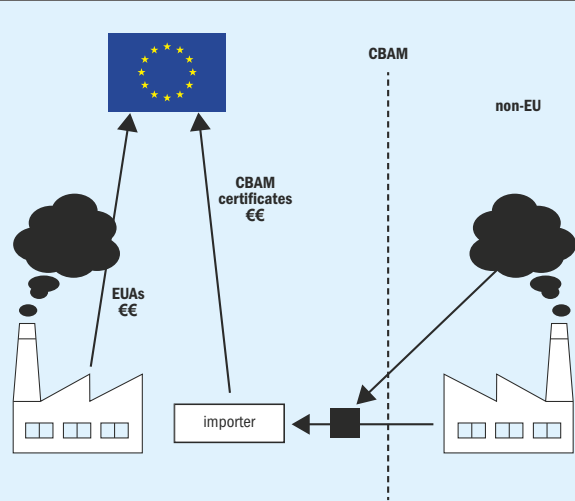 CBAM
non-EU
CBAM
certificates
€€
EUAs
€€
importer